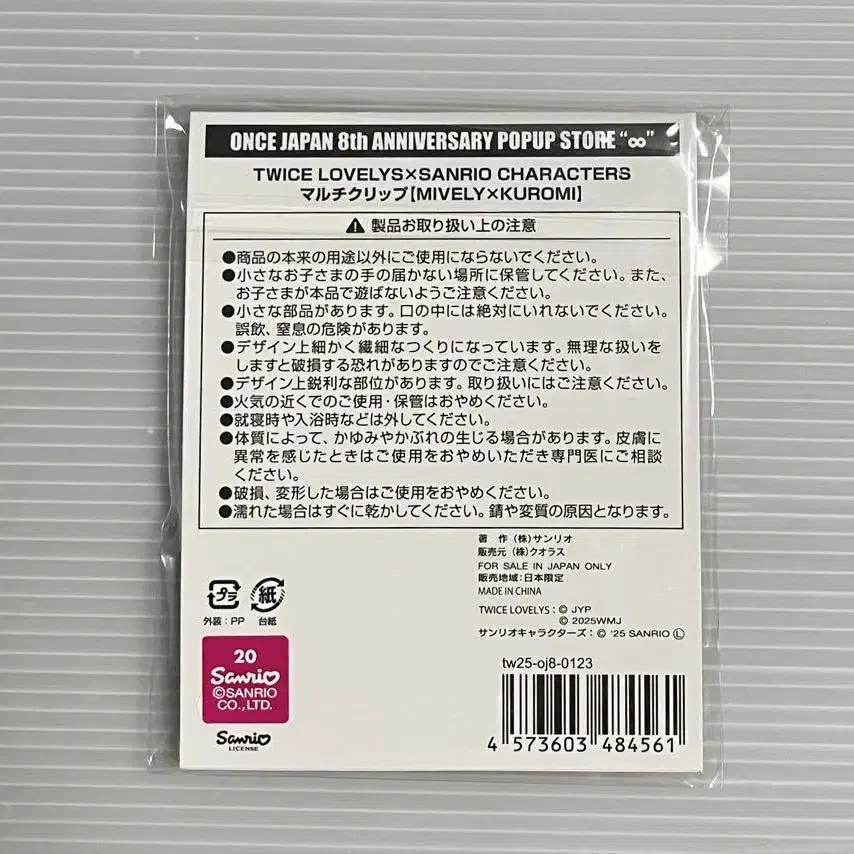 ONCE JAPAN 8th ANNIVERSARY POPUP STORE "∞"
TWICE LOVELYS×SANRIO CHARACTERS
マルチクリップ【MIVELY×KUROMI】
⚠ 製品お取り扱い上の注意
●商品の本来の用途以外にご使用にならないでください。
●小さなお子さまの手の届かない場所に保管してください。また、
お子さまが本品で遊ばないようご注意ください。
●小さな部品があります。口の中には絶対にいれないでください。
誤飲、窒息の危険があります。
●デザイン上細かく繊細なつくりになっています。無理な扱いを
しますと破損する恐れがありますのでご注意ください。
●デザイン上鋭利な部位があります。取り扱いにはご注意ください。
●火気の近くでのご使用・保管はおやめください。
●就寝時や入浴時などは外してください。
●体質によって、かゆみやかぶれの生じる場合があります。皮膚に
異常を感じたときはご使用をおやめいただき専門医にご相談
ください。
●破損、変形した場合はご使用をおやめください。
●濡れた場合はすぐに乾かしてください。錆や変質の原因となります。
著 作 (株)サンリオ
販売元 (株)クオラス
FOR SALE IN JAPAN ONLY
販売地域:日本限定
MADE IN CHINA
TWICE LOVELYS:© JYP
© 2025WMJ
サンリオキャラクターズ:© '25 SANRIO Ⓛ
プラ 紙
外装:PP 台紙
20
Sanrio
©SANRIO
CO.,LTD.
Sanrio
LICENSE
tw25-oj8-0123
4 573603 484561